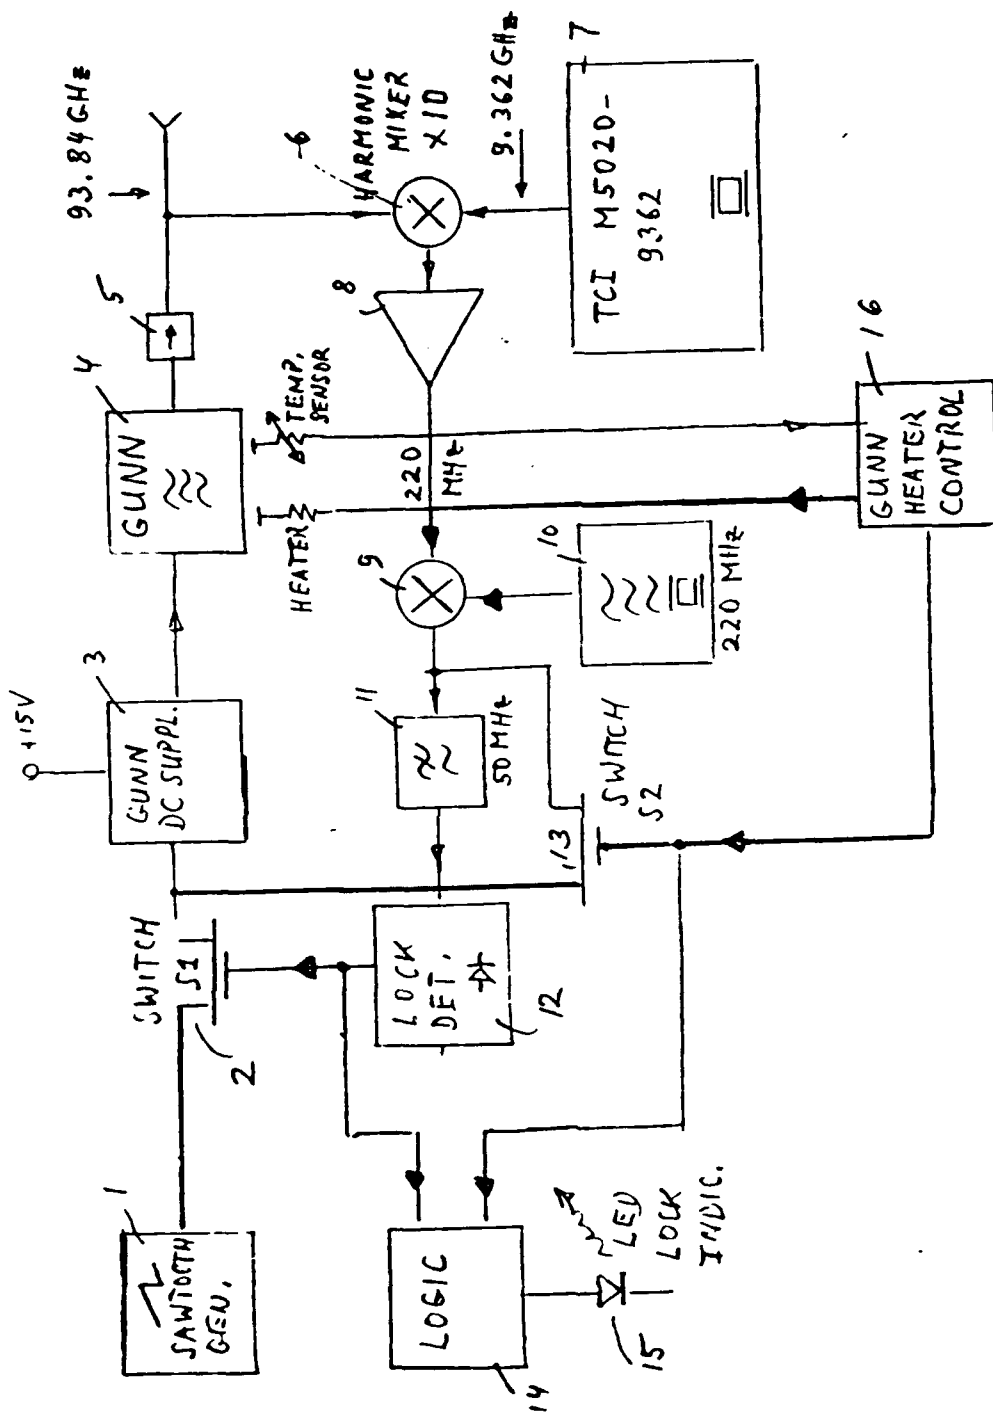 93.84 GHz
5
4
GUNN
3
+15V
GUNN
DC SUPPL.
SWITCH
S1
2
1
SAWTOOTH
GEN.
HARMONIC
MIXER
X10
6
9.362 GHz
7
TCI M5020-
9362
8
TEMP.
SENSOR
HEATER
220
MHz
9
10
220 MHz
11
50 MHz
LOCK
DET.
12
13
SWITCH
S2
16
GUNN
HEATER
CONTROL
LOGIC
14
15
LED
LOCK
INDIC.